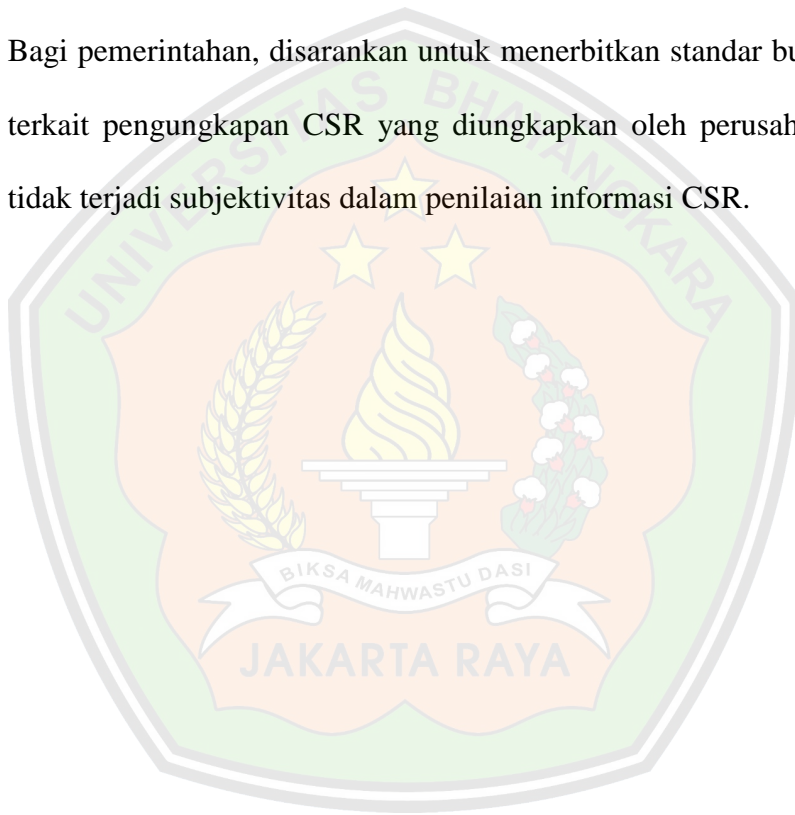 Bagi pemerintahan, disarankan untuk menerbitkan standar bu
terkait pengungkapan CSR yang diungkapkan oleh perusah
tidak terjadi subjektivitas dalam penilaian informasi CSR.
UNIVERSITAS BHAYANGKARA
BIKSA MAHWASTU DASI
JAKARTA RAYA